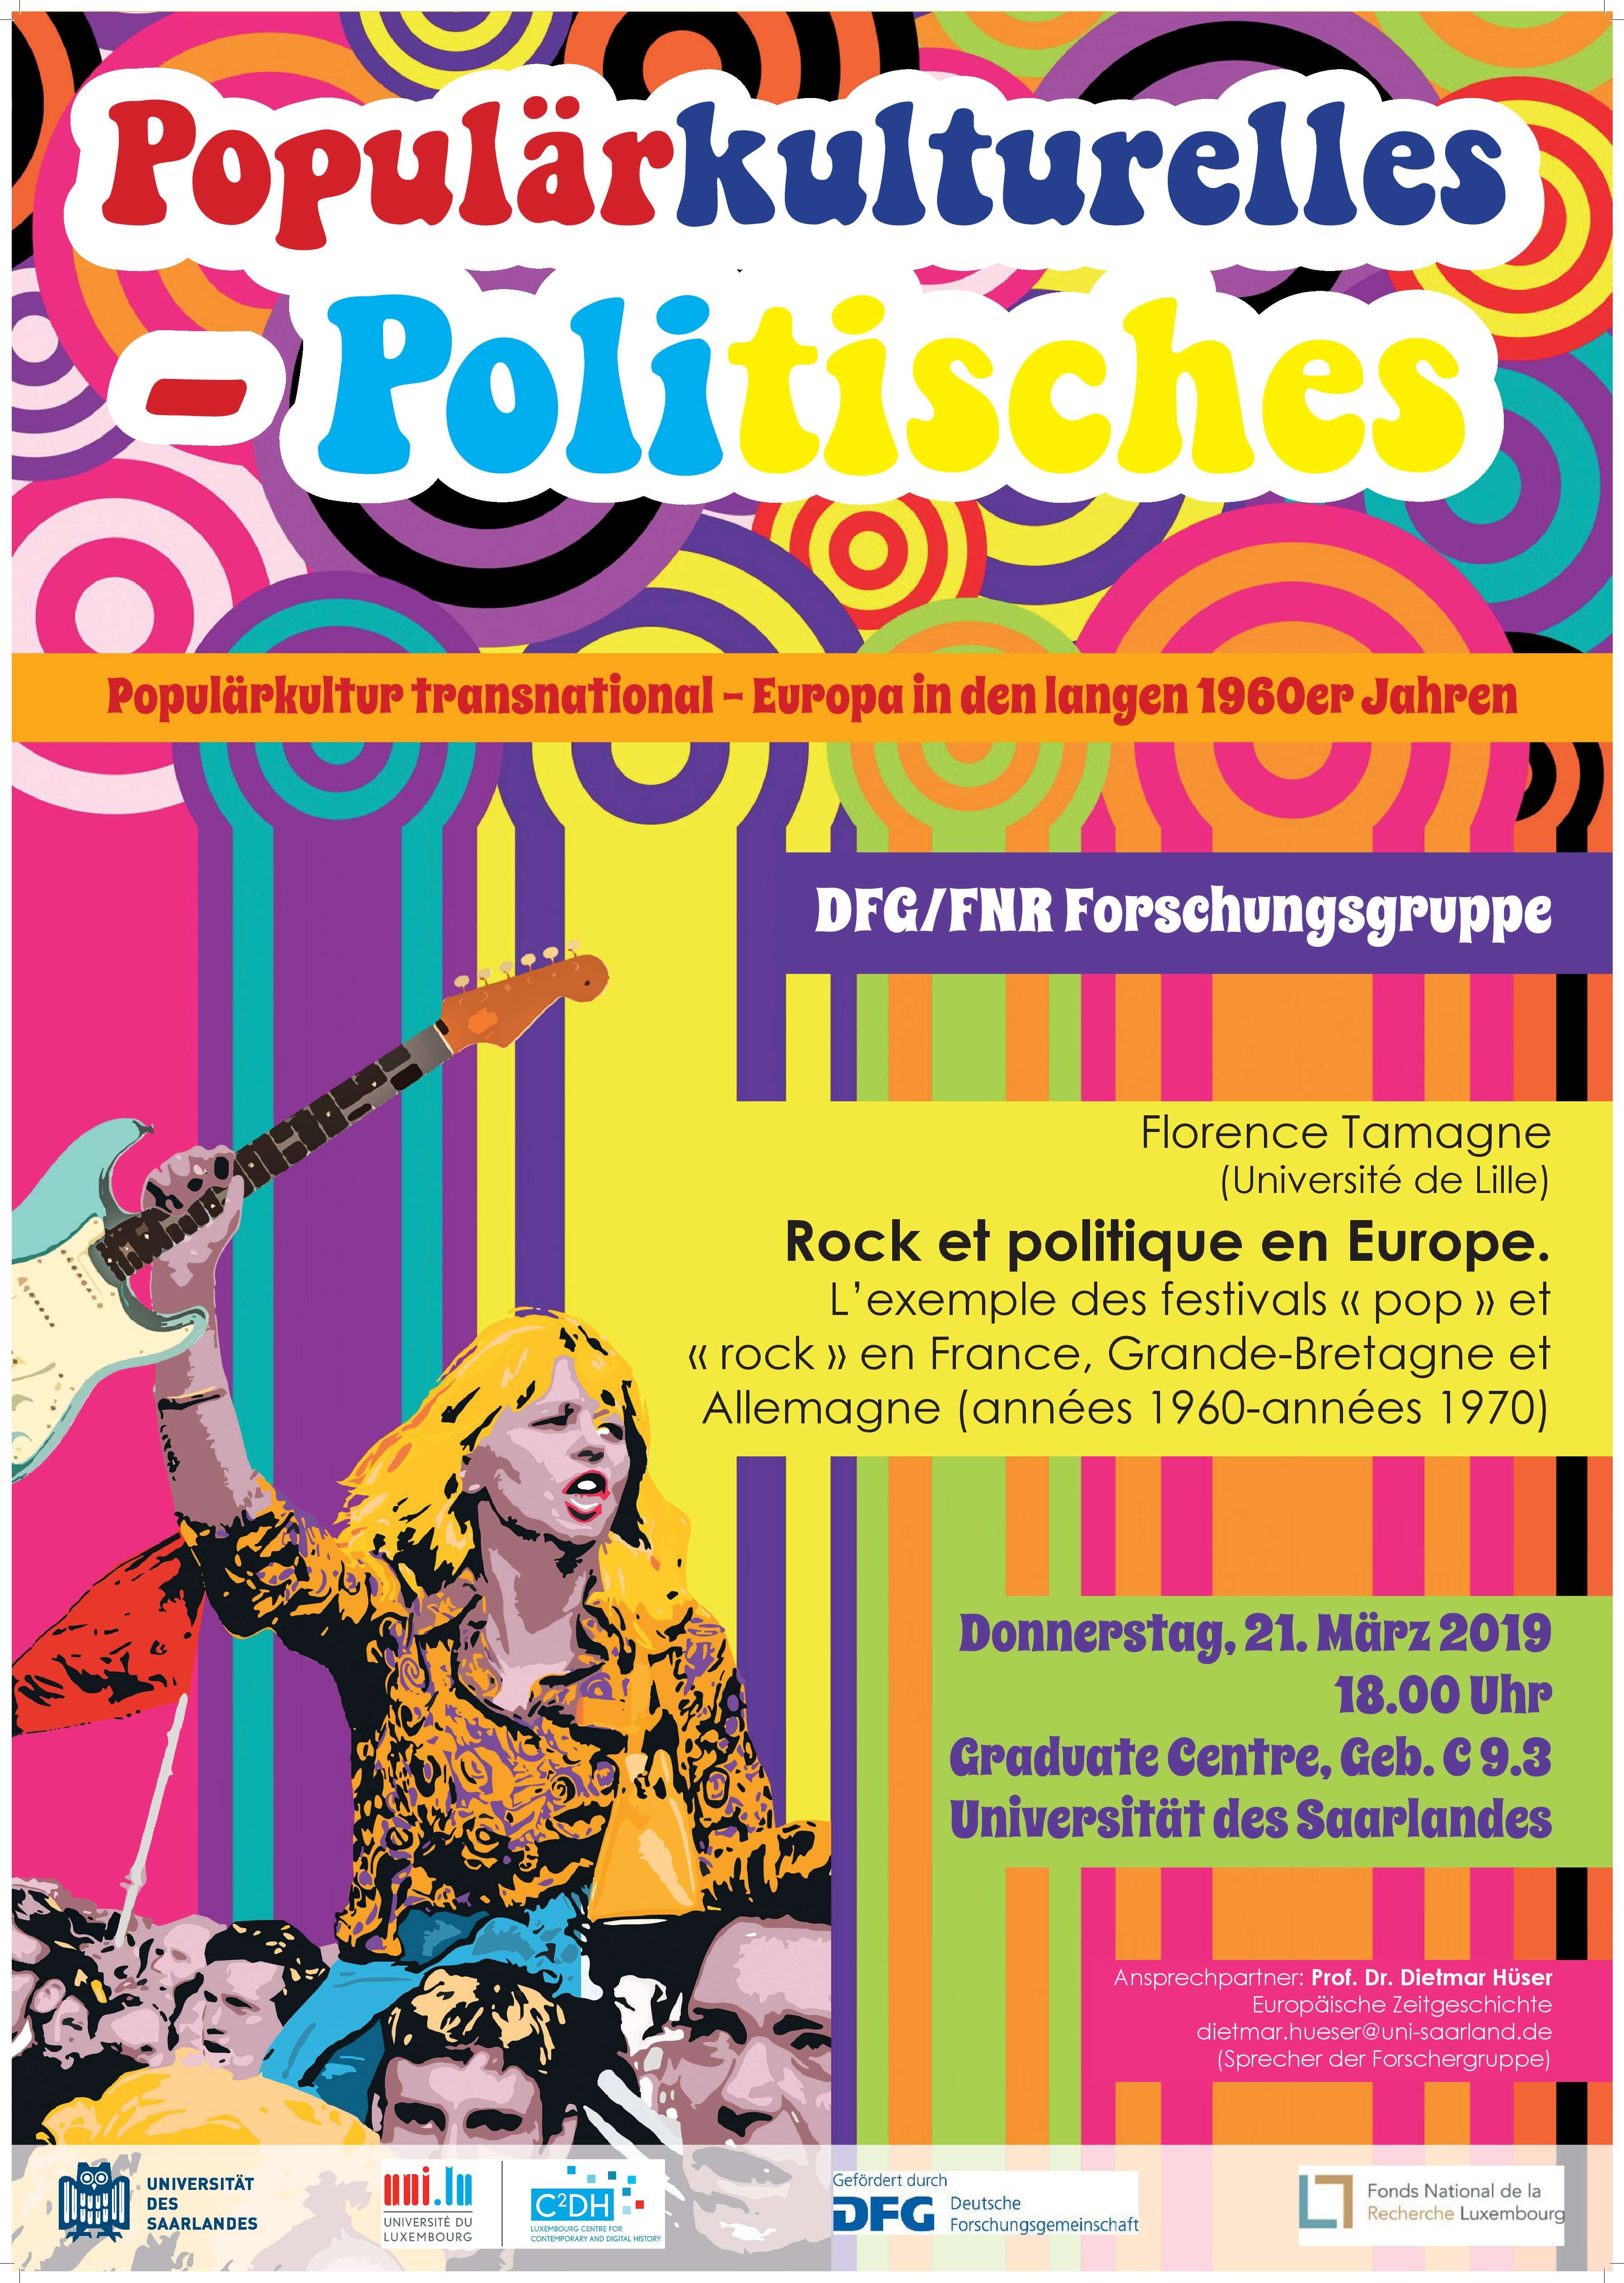 Populärkulturelles
– Politisches
Populärkultur transnational – Europa in den langen 1960er Jahren
DFG/FNR Forschungsgruppe
Florence Tamagne
(Université de Lille)
Rock et politique en Europe.
L’exemple des festivals « pop » et
« rock » en France, Grande-Bretagne et
Allemagne (années 1960-années 1970)
Donnerstag, 21. März 2019
18.00 Uhr
Graduate Centre, Geb. C 9.3
Universität des Saarlandes
Ansprechpartner: Prof. Dr. Dietmar Hüser
Europäische Zeitgeschichte
dietmar.hueser@uni-saarland.de
(Sprecher der Forschergruppe)
UNIVERSITÄT
DES
SAARLANDES
uni.lu
UNIVERSITÉ DU
LUXEMBOURG
C²DH
LUXEMBOURG CENTRE FOR
CONTEMPORARY AND DIGITAL HISTORY
Gefördert durch
DFG Deutsche
Forschungsgemeinschaft
Fonds National de la
Recherche Luxembourg